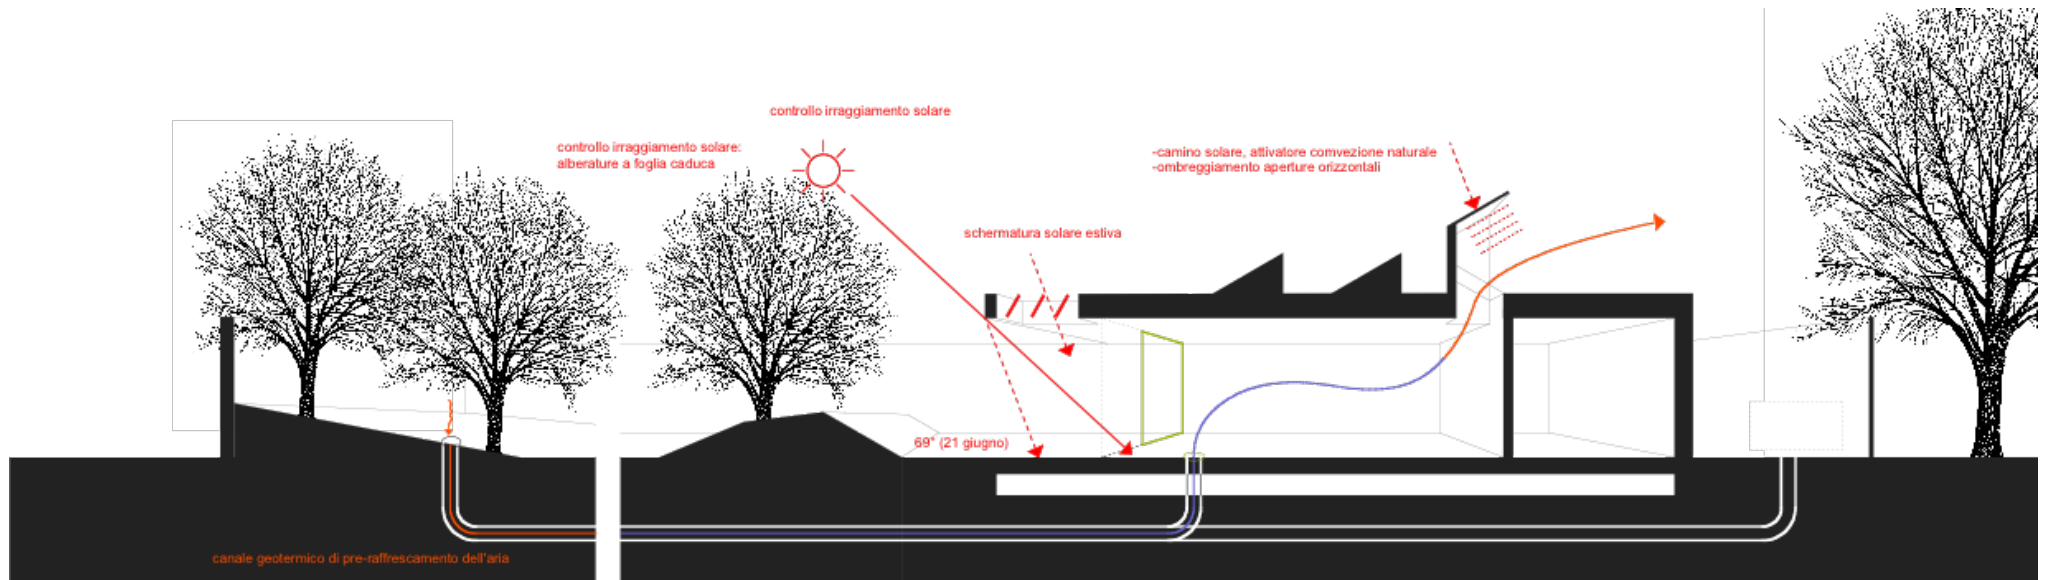 controllo irraggiamento solare
controllo irraggiamento solare:
alberature a foglia caduca
-camino solare, attivatore comvezione naturale
-ombreggiamento aperture orizzontali
schermatura solare estiva
69° (21 giugno)
canale geotermico di pre-raffrescamento dell'aria